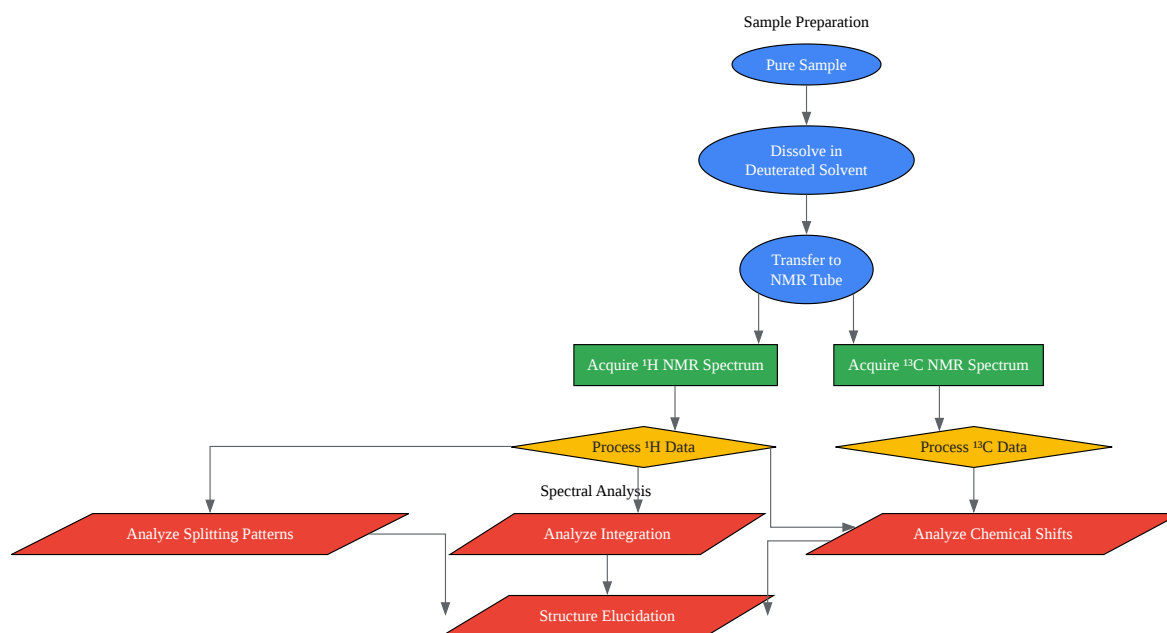 Sample Preparation
Pure Sample
Dissolve in
Deuterated Solvent
Transfer to
NMR Tube
Acquire ¹H NMR Spectrum
Acquire ¹³C NMR Spectrum
Process ¹H Data
Process ¹³C Data
Spectral Analysis
Analyze Splitting Patterns
Analyze Integration
Analyze Chemical Shifts
Structure Elucidation